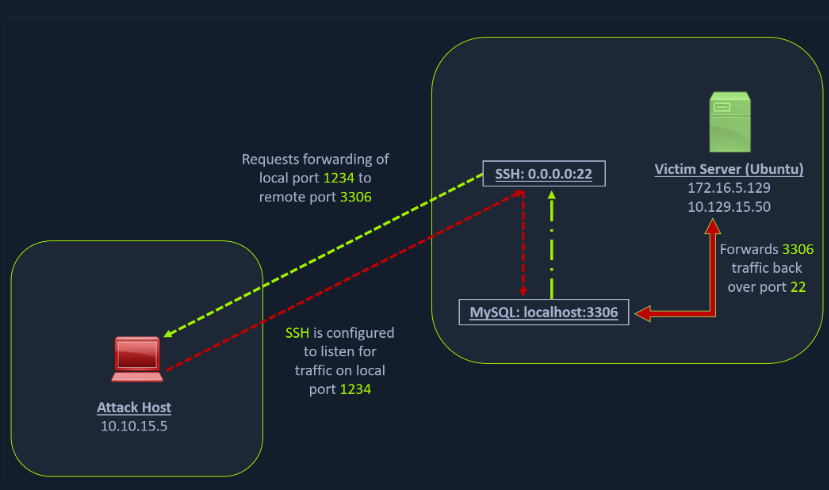 Requests forwarding of
local port 1234 to
remote port 3306
SSH: 0.0.0.0:22
Victim Server (Ubuntu)
172.16.5.129
10.129.15.50
Forwards 3306
traffic back
over port 22
MySQL: localhost:3306
SSH is configured
to listen for
traffic on local
port 1234
Attack Host
10.10.15.5